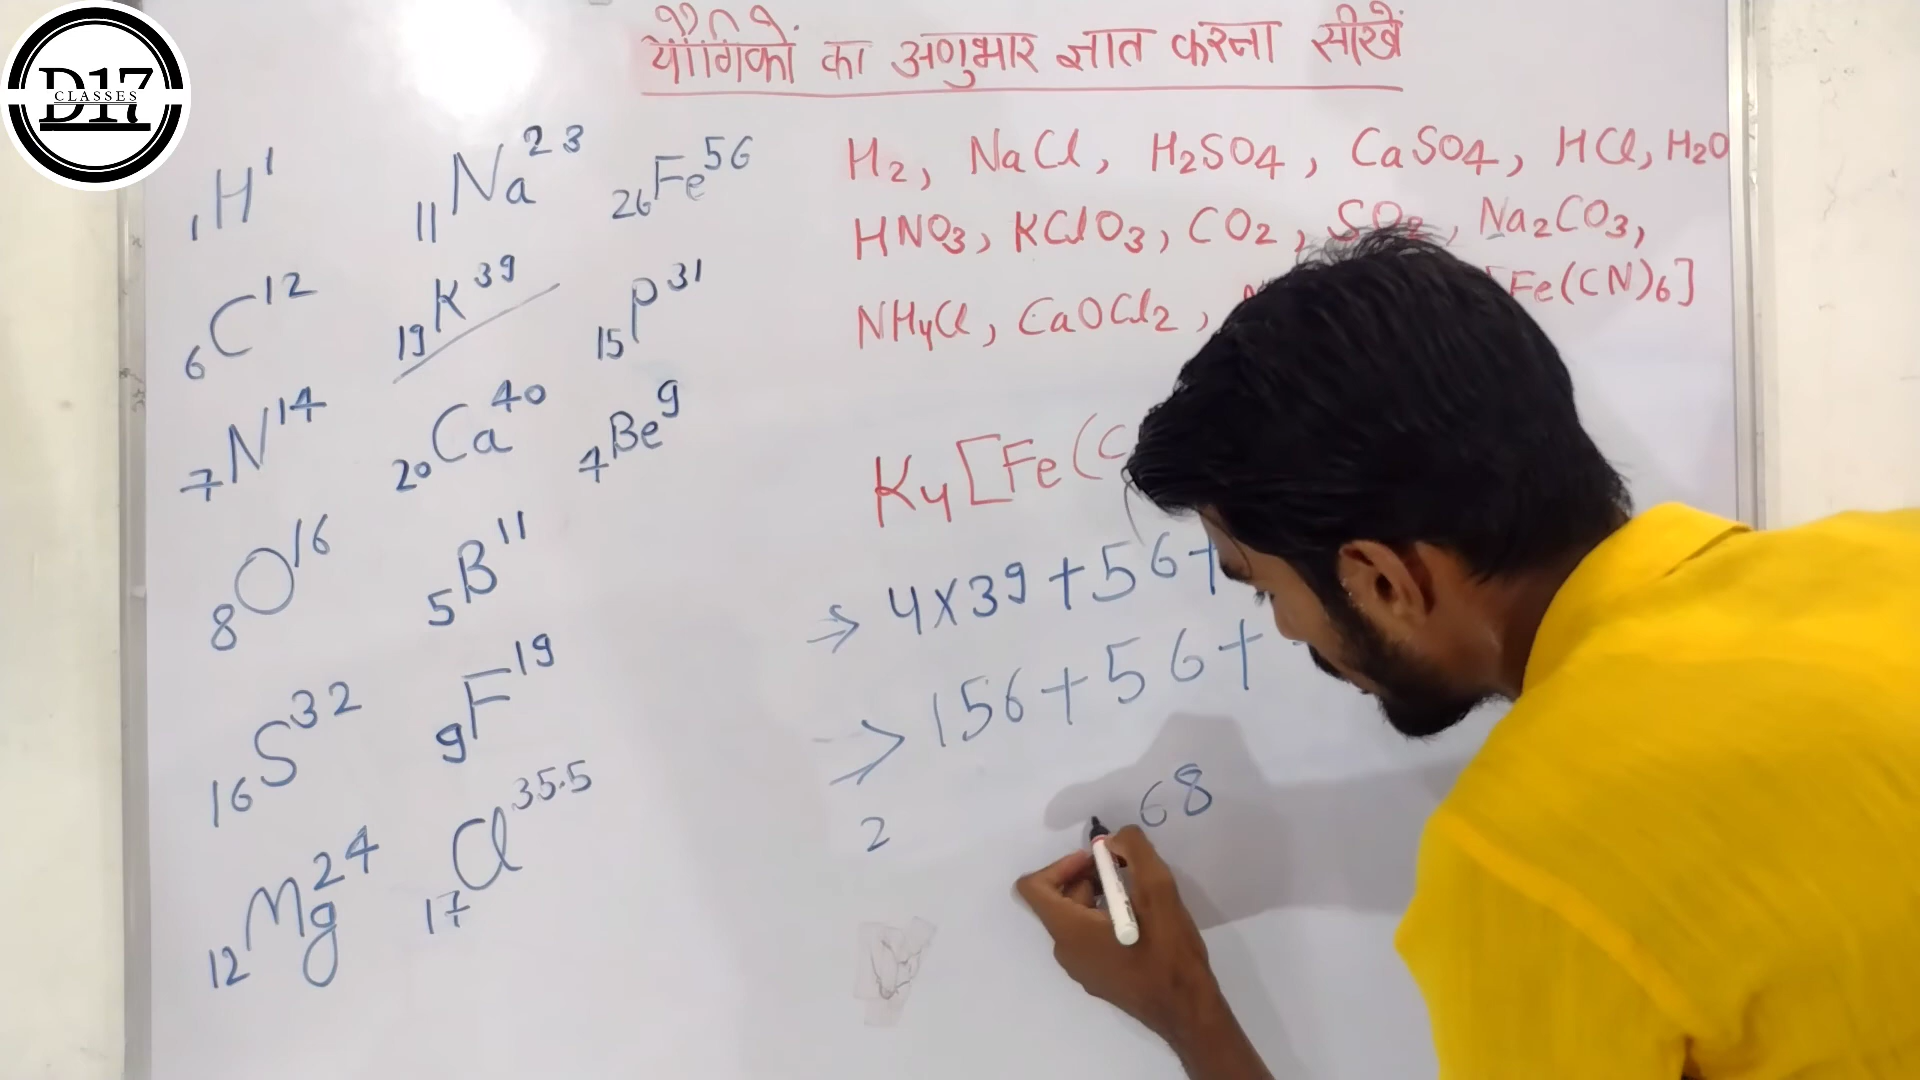 D17
CLASSES
यौगिकों का अणुभार ज्ञात करना सीखें
1H1 11Na23 26Fe56
6C12 19K39 15P31
7N14 20Ca40 4Be9
8O16 5B11
16S32 9F19
12Mg24 17Cl35.5
H2, NaCl, H2SO4, CaSO4, HCl, H2O
HNO3, KClO3, CO2, SO2, Na2CO3,
NH4Cl, CaOCl2, Fe(CN)6]
K4[Fe(C
⇒ 4×39+56+
⇒ 156+56+
2 68